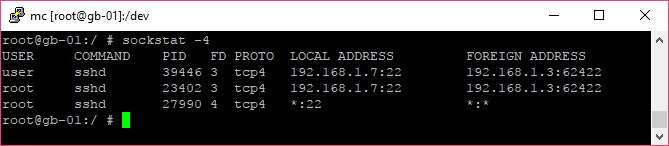 mc [root@gb-01]:/dev
root@gb-01:/ # sockstat -4
USER     COMMAND    PID   FD PROTO  LOCAL ADDRESS         FOREIGN ADDRESS
user     sshd       39446 3  tcp4   192.168.1.7:22        192.168.1.3:62422
root     sshd       23402 3  tcp4   192.168.1.7:22        192.168.1.3:62422
root     sshd       27990 4  tcp4   *:22                  *:*
root@gb-01:/ #